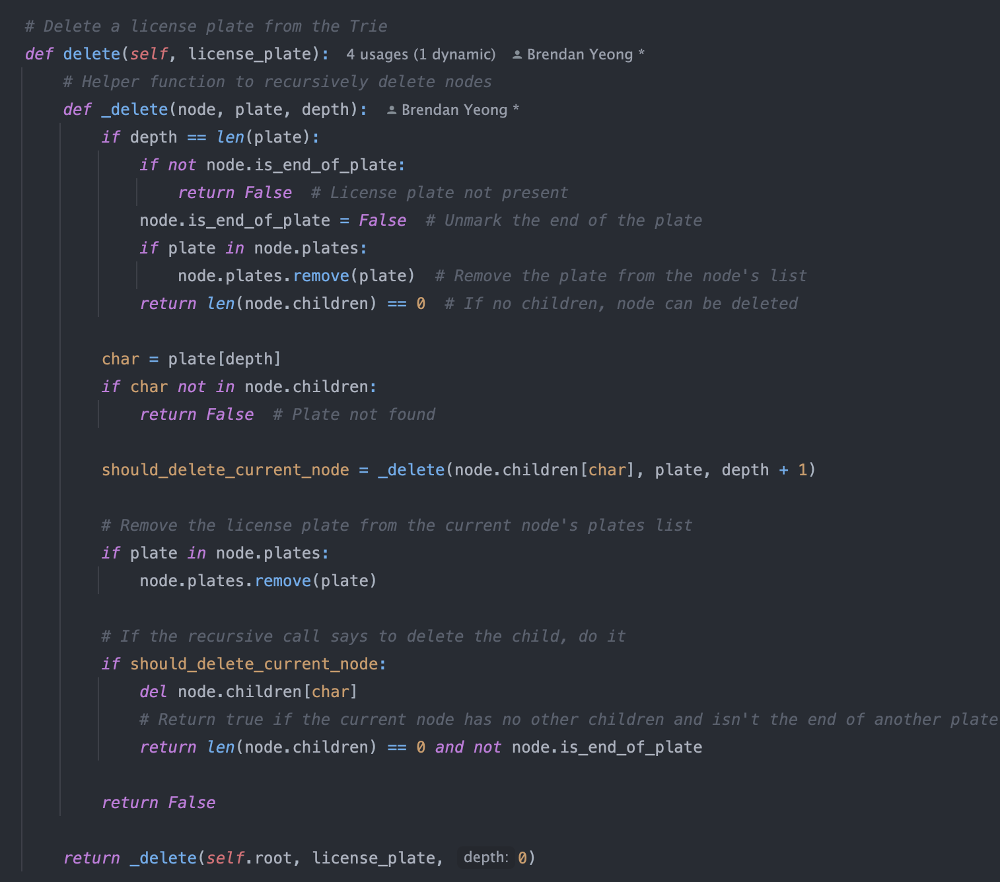 # Delete a license plate from the Trie
def delete(self, license_plate): 4 usages (1 dynamic) Brendan Yeong *
# Helper function to recursively delete nodes
def _delete(node, plate, depth): Brendan Yeong *
if depth == len(plate):
if not node.is_end_of_plate:
return False # License plate not present
node.is_end_of_plate = False # Unmark the end of the plate
if plate in node.plates:
node.plates.remove(plate) # Remove the plate from the node's list
return len(node.children) == 0 # If no children, node can be deleted
char = plate[depth]
if char not in node.children:
return False # Plate not found
should_delete_current_node = _delete(node.children[char], plate, depth + 1)
# Remove the license plate from the current node's plates list
if plate in node.plates:
node.plates.remove(plate)
# If the recursive call says to delete the child, do it
if should_delete_current_node:
del node.children[char]
# Return true if the current node has no other children and isn't the end of another plate
return len(node.children) == 0 and not node.is_end_of_plate
return False
return _delete(self.root, license_plate, depth: 0)